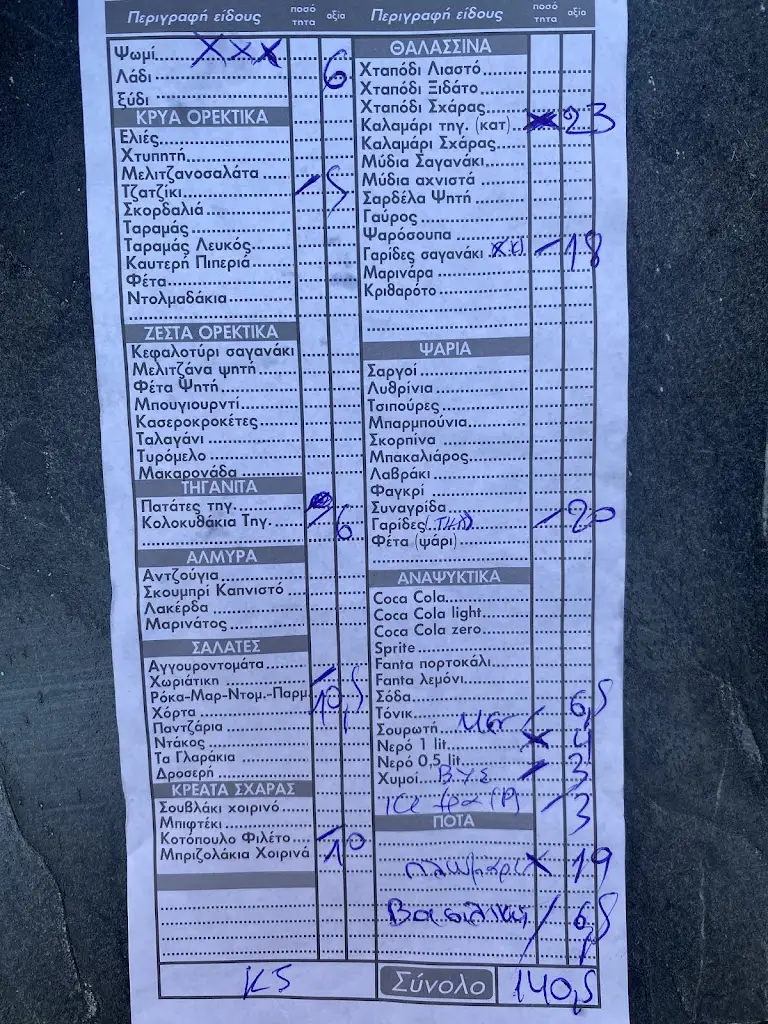 Περιγραφή είδους ποσό τητα αξία
Ψωμί XXX
Λάδι 6
ξύδι
ΚΡΥΑ ΟΡΕΚΤΙΚΑ
Ελιές
Χτυπητή
Μελιτζανοσαλάτα
Τζατζίκι / 5
Σκορδαλιά
Ταραμάς
Ταραμάς Λευκός
Καυτερή Πιπεριά
Φέτα
Ντολμαδάκια
ΖΕΣΤΑ ΟΡΕΚΤΙΚΑ
Κεφαλοτύρι σαγανάκι
Μελιτζάνα ψητή
Φέτα Ψητή
Μπουγιουρντί
Κασεροκροκέτες
Ταλαγάνι
Τυρόμελο
Μακαρονάδα
ΤΗΓΑΝΙΤΑ
Πατάτες τηγ.
Κολοκυθάκια Τηγ. / 6
ΑΛΜΥΡΑ
Αντζούγια
Σκουμπρί Καπνιστό
Λακέρδα
Μαρινάτος
ΣΑΛΑΤΕΣ
Αγγουροντομάτα
Χωριάτικη /
Ρόκα-Μαρ-Ντομ.-Παρμ 10,5
Χόρτα
Παντζάρια
Ντάκος
Τα Γλαράκια
Δροσερή
ΚΡΕΑΤΑ ΣΧΑΡΑΣ
Σουβλάκι χοιρινό
Μπιφτέκι
Κοτόπουλο Φιλέτο / 10
Μπριζολάκια Χοιρινά
K5
Περιγραφή είδους ποσό τητα αξία
ΘΑΛΑΣΣΙΝΑ
Χταπόδι Λιαστό
Χταπόδι Ξιδάτο
Χταπόδι Σχάρας
Καλαμάρι τηγ. (κατ) X 23
Καλαμάρι Σχάρας
Μύδια Σαγανάκι
Μύδια αχνιστά
Σαρδέλα Ψητή
Γαύρος
Ψαρόσουπα
Γαρίδες σαγανάκι / 18
Μαρινάρα
Κριθαρότο
ΨΑΡΙΑ
Σαργοί
Λυθρίνια
Τσιπούρες
Μπαρμπούνια
Σκορπίνα
Μπακαλιάρος
Λαβράκι
Φαγκρί
Συναγρίδα
Γαρίδες / 20
Φέτα (ψάρι)
ΑΝΑΨΥΚΤΙΚΑ
Coca Cola
Coca Cola light
Coca Cola zero
Sprite
Fanta πορτοκάλι
Fanta λεμόνι
Σόδα
Τόνικ 6,5
Σουρωτή
Νερό 1 lit X 4
Νερό 0,5 lit
Χυμοί / 3
/ 3
ΠΟΤΑ
X 19
Βασιλική / 6,5
Σύνολο 140,5